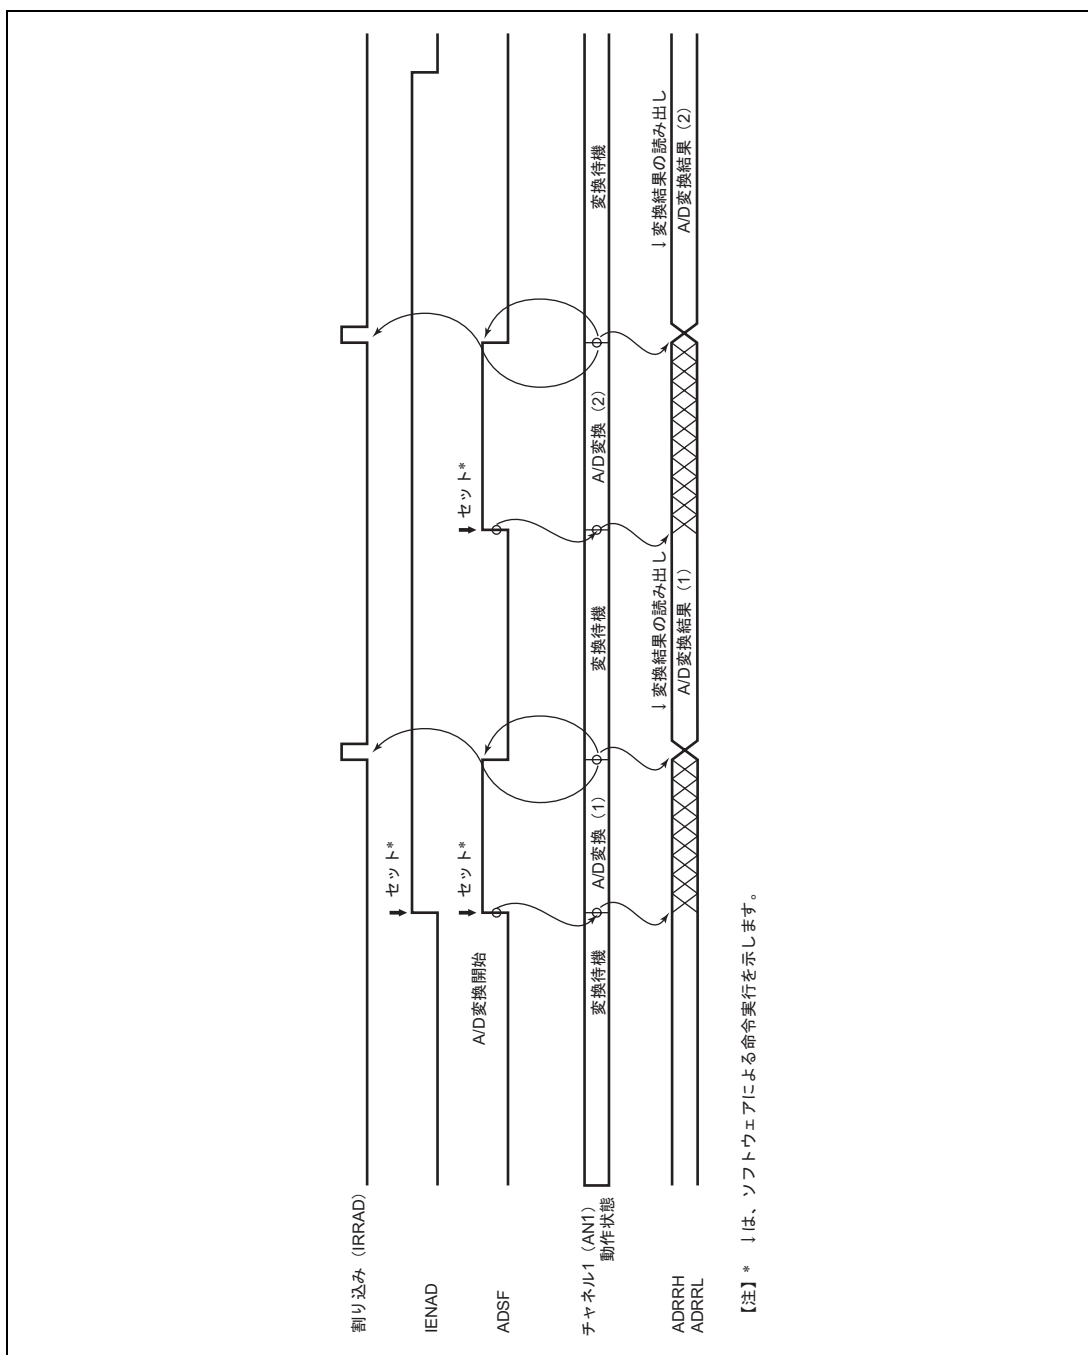 割り込み（IRRAD）
IENAD
セット*
ADSF
A/D変換開始
セット*
セット*
チャネル1（AN1）
動作状態
変換待機
A/D変換（1）
変換待機
A/D変換（2）
変換待機
ADRRH
ADRRL
↓変換結果の読み出し
A/D変換結果（1）
↓変換結果の読み出し
A/D変換結果（2）
【注】* ↓は、ソフトウェアによる命令実行を示します。